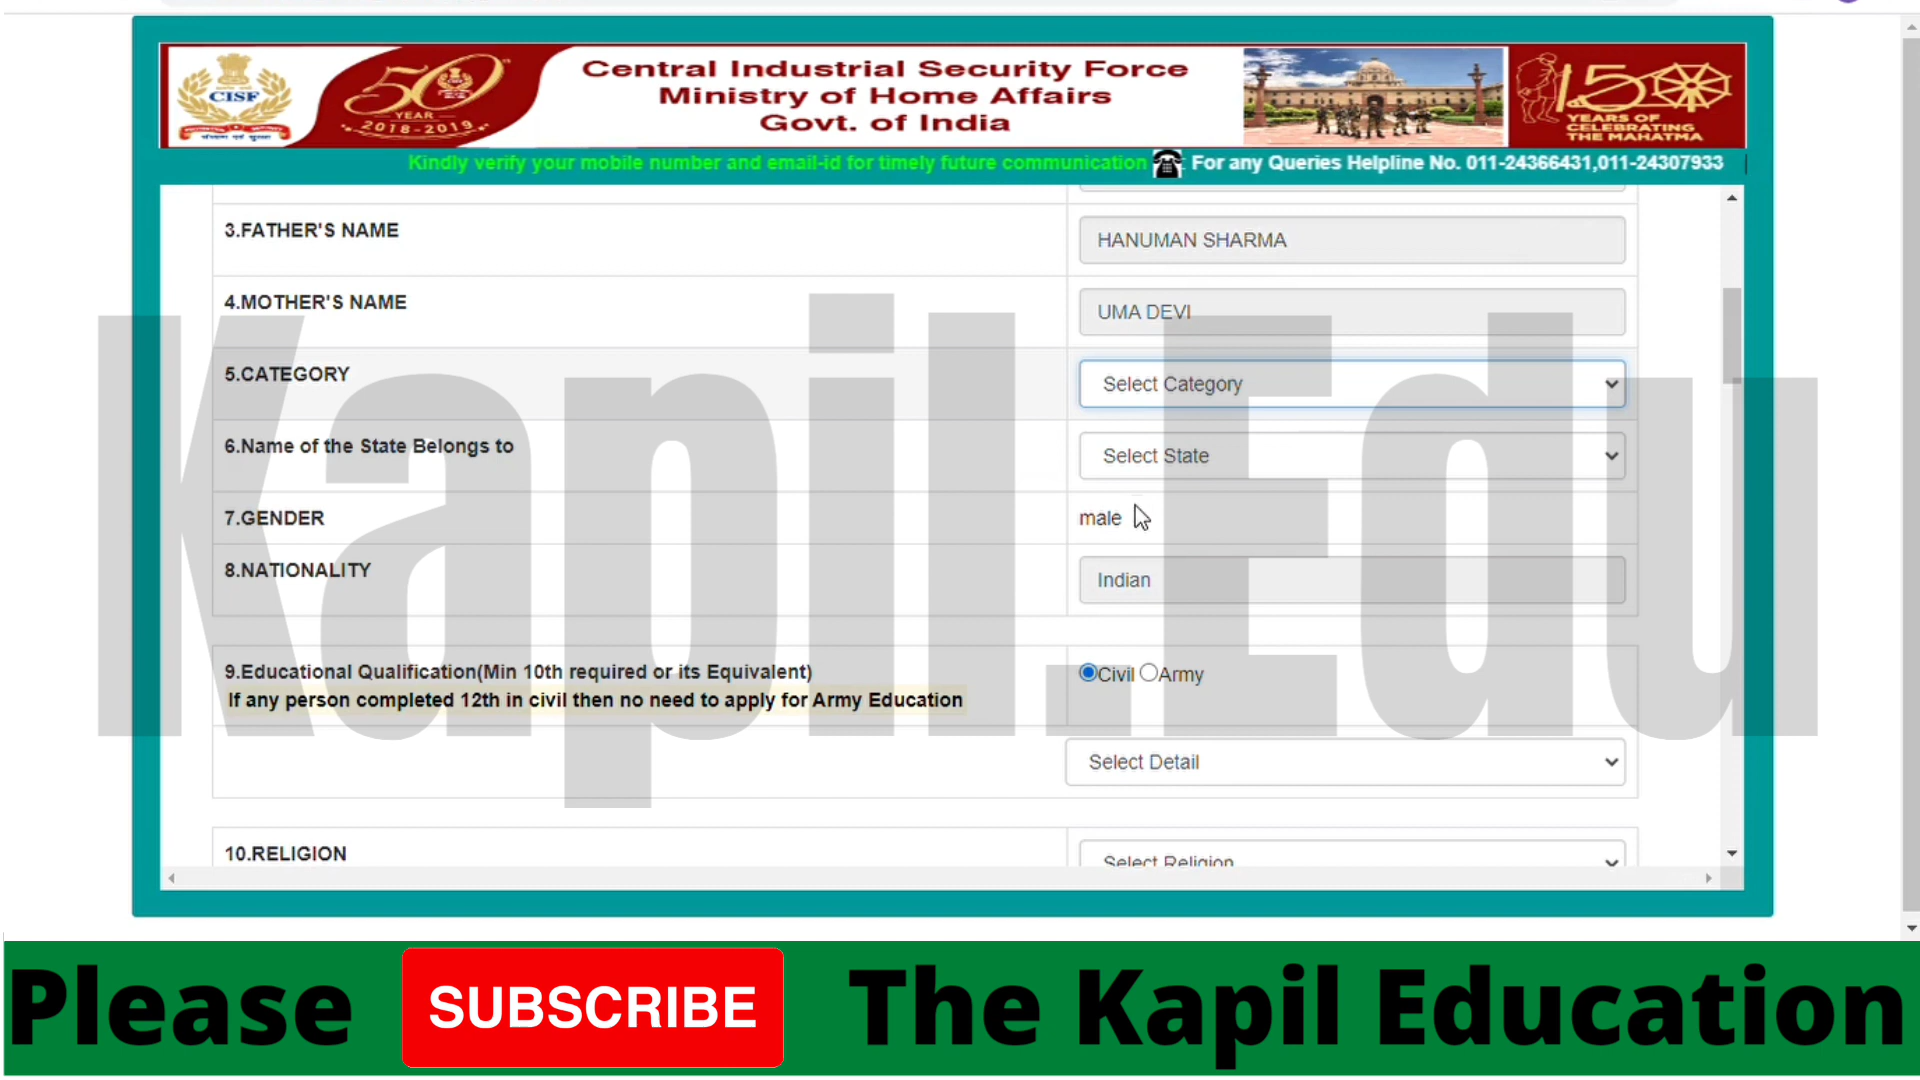 CISF
संरक्षण एवं सुरक्षा
50
YEAR
2018-2019
Central Industrial Security Force
Ministry of Home Affairs
Govt. of India
150
YEARS OF
CELEBRATING
THE MAHATMA
Kindly verify your mobile number and email-id for timely future communication
For any Queries Helpline No. 011-24366431,011-24307933
3.FATHER'S NAME
HANUMAN SHARMA
4.MOTHER'S NAME
UMA DEVI
5.CATEGORY
Select Category
6.Name of the State Belongs to
Select State
7.GENDER
male
8.NATIONALITY
Indian
Kapil.Edu
9.Educational Qualification(Min 10th required or its Equivalent)
If any person completed 12th in civil then no need to apply for Army Education
Civil Army
Select Detail
10.RELIGION
Select Religion
Please SUBSCRIBE The Kapil Education